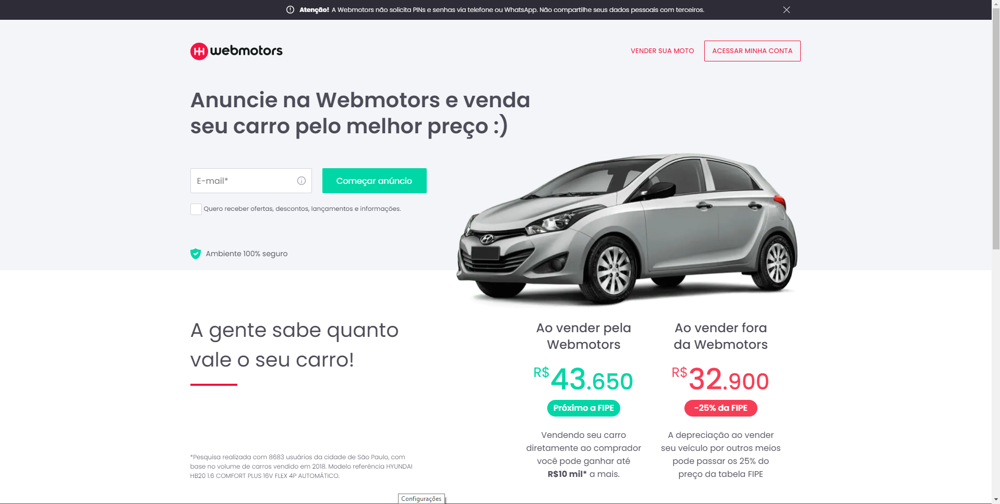 Atenção! A Webmotors não solicita PINs e senhas via telefone ou WhatsApp. Não compartilhe seus dados pessoais com terceiros.
webmotors
VENDER SUA MOTO
ACESSAR MINHA CONTA
Anuncie na Webmotors e venda
seu carro pelo melhor preço :)
E-mail*
Começar anúncio
Quero receber ofertas, descontos, lançamentos e informações.
Ambiente 100% seguro
A gente sabe quanto
vale o seu carro!
*Pesquisa realizada com 8683 usuários da cidade de São Paulo, com
base no volume de carros vendido em 2018. Modelo referência HYUNDAI
HB20 1.6 COMFORT PLUS 16V FLEX 4P AUTOMÁTICO.
Ao vender pela
Webmotors
R$43.650
Próximo a FIPE
Vendendo seu carro
diretamente ao comprador
você pode ganhar até
R$10 mil* a mais.
Ao vender fora
da Webmotors
R$32.900
-25% da FIPE
A depreciação ao vender
seu veículo por outros meios
pode passar os 25% do
preço da tabela FIPE
Configurações